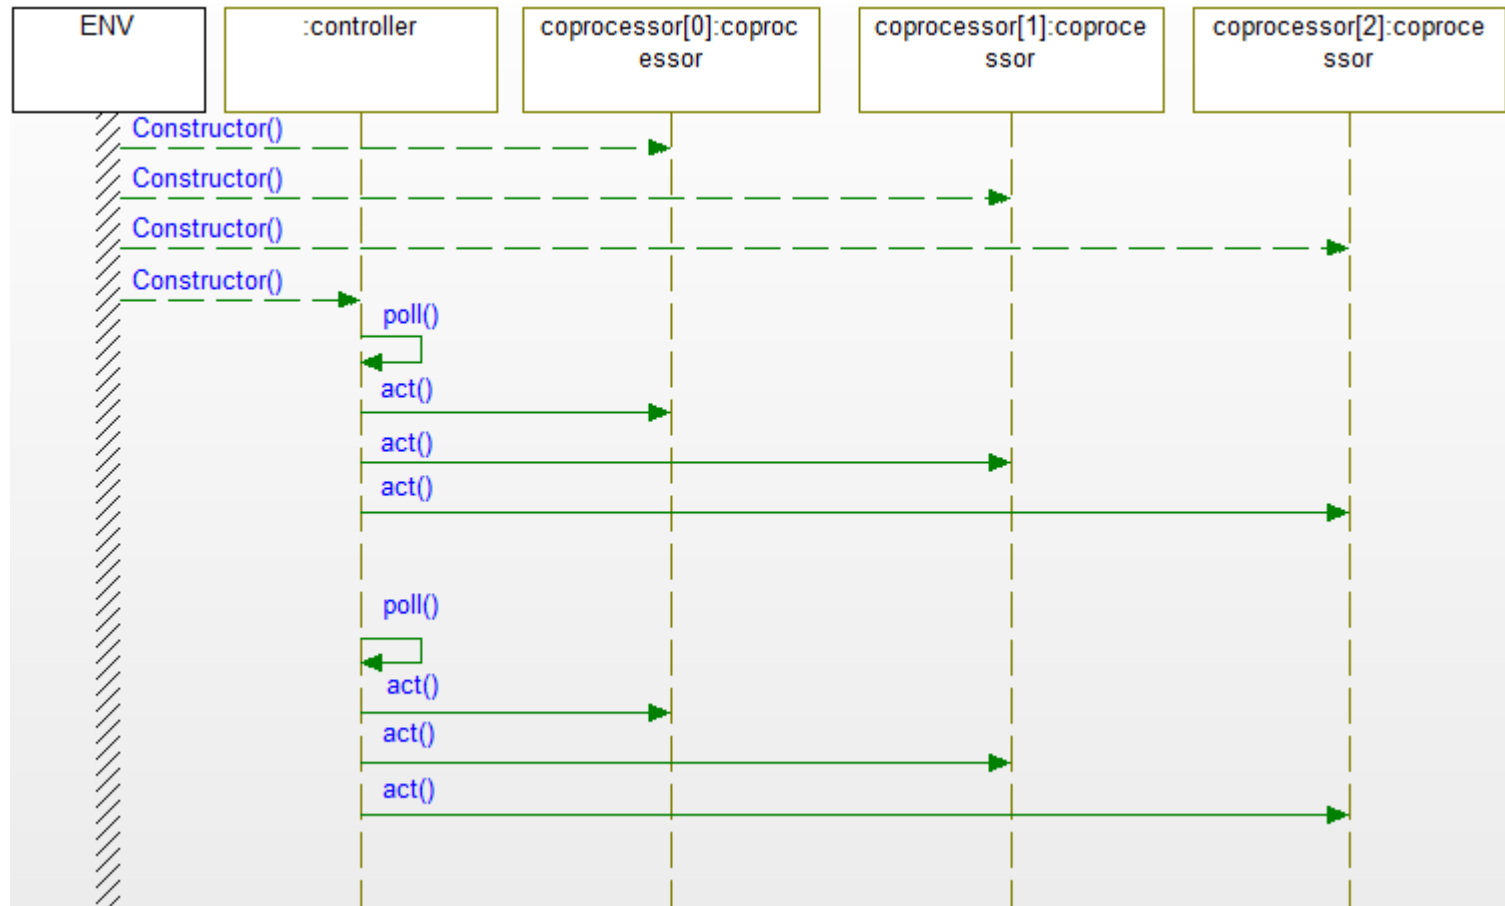 ENV
:controller
coprocessor[0]:coproc
essor
coprocessor[1]:coproce
ssor
coprocessor[2]:coproce
ssor
Constructor()
Constructor()
Constructor()
Constructor()
poll()
act()
act()
act()
poll()
act()
act()
act()